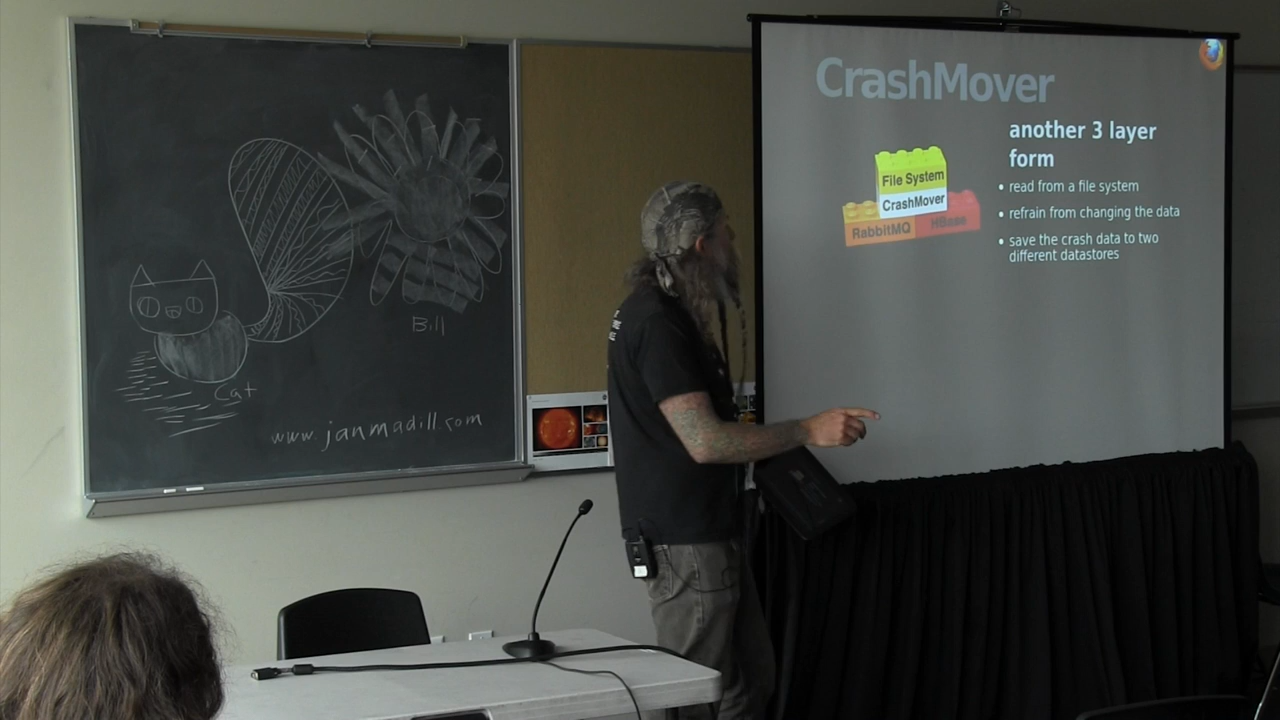 Bill
Cat
www.janmadill.com
CrashMover
another 3 layer
form
• read from a file system
• refrain from changing the data
• save the crash data to two
different datastores
File System
CrashMover
RabbitMQ
HBase